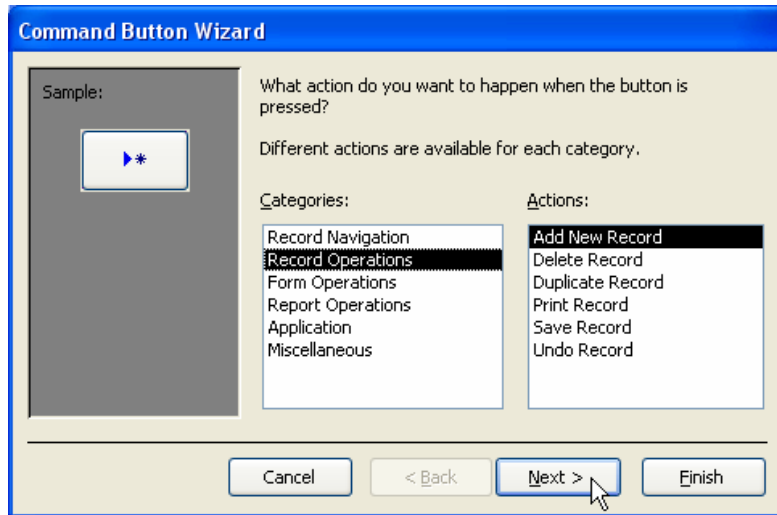 Command Button Wizard
Sample:
What action do you want to happen when the button is
pressed?
Different actions are available for each category.
Categories:
Record Navigation
Record Operations
Form Operations
Report Operations
Application
Miscellaneous
Actions:
Add New Record
Delete Record
Duplicate Record
Print Record
Save Record
Undo Record
Cancel
< Back
Next >
Finish